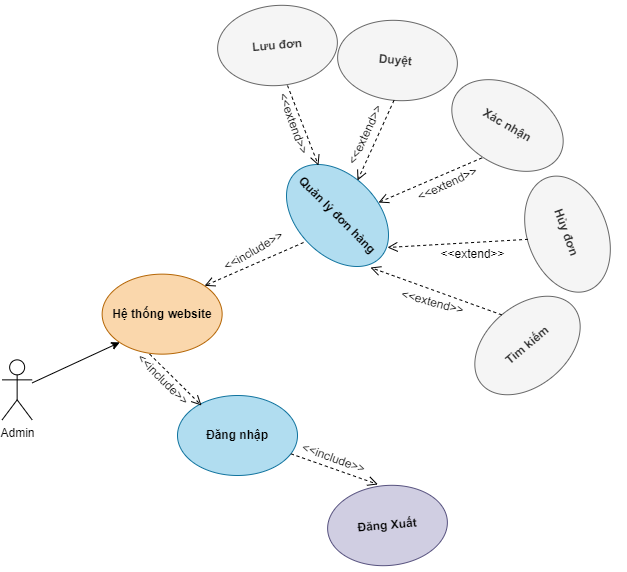 Lưu đơn
Duyệt
<<extend>>
<<extend>>
Xác nhận
<<extend>>
Quản lý đơn hàng
Hủy đơn
<<extend>>
<<include>>
<<extend>>
Tìm kiếm
Hệ thống website
<<include>>
Admin
Đăng nhập
<<include>>
Đăng Xuất